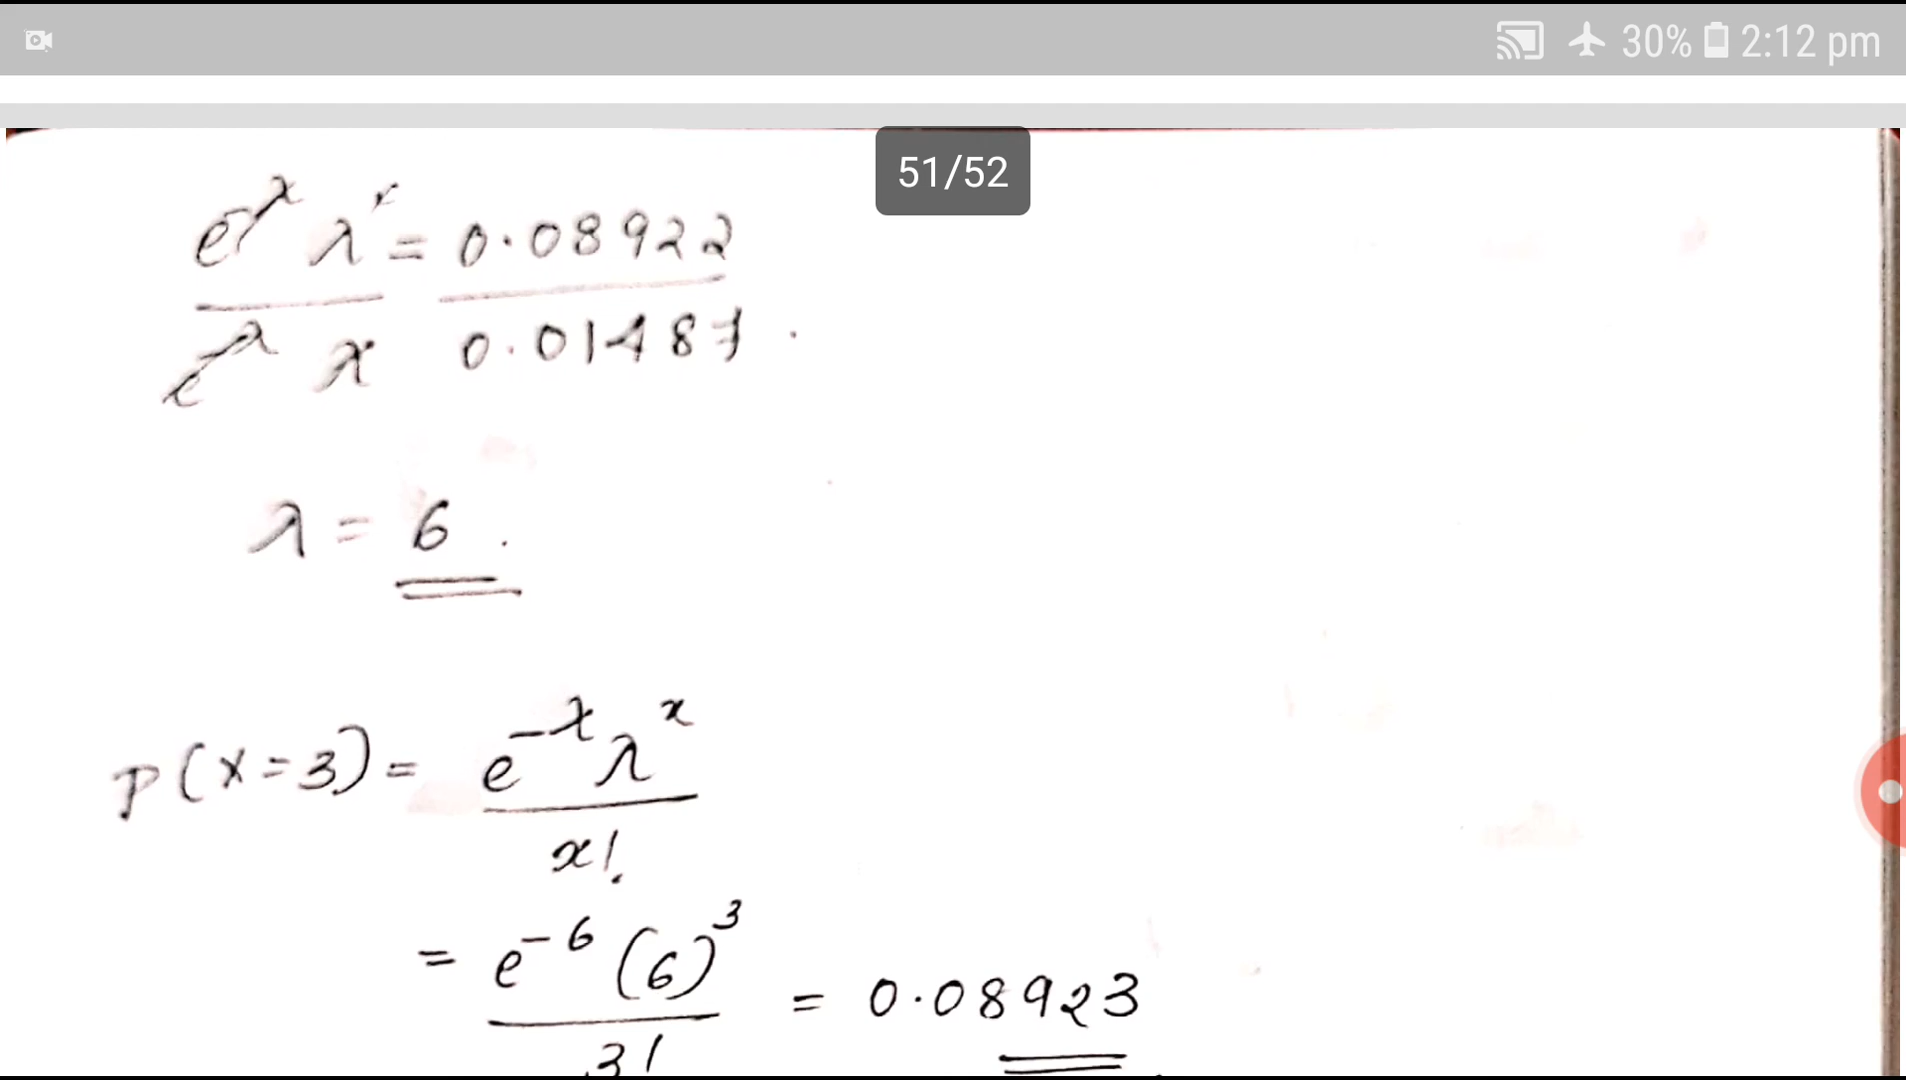 30% 2:12 pm
51/52
e^-λ λ^x = 0.08922
e^-λ λ 0.01487 .
λ = 6 .
P(X=3) = e^-λ λ^x
x!
= e^-6 (6)^3 = 0.08923
3!